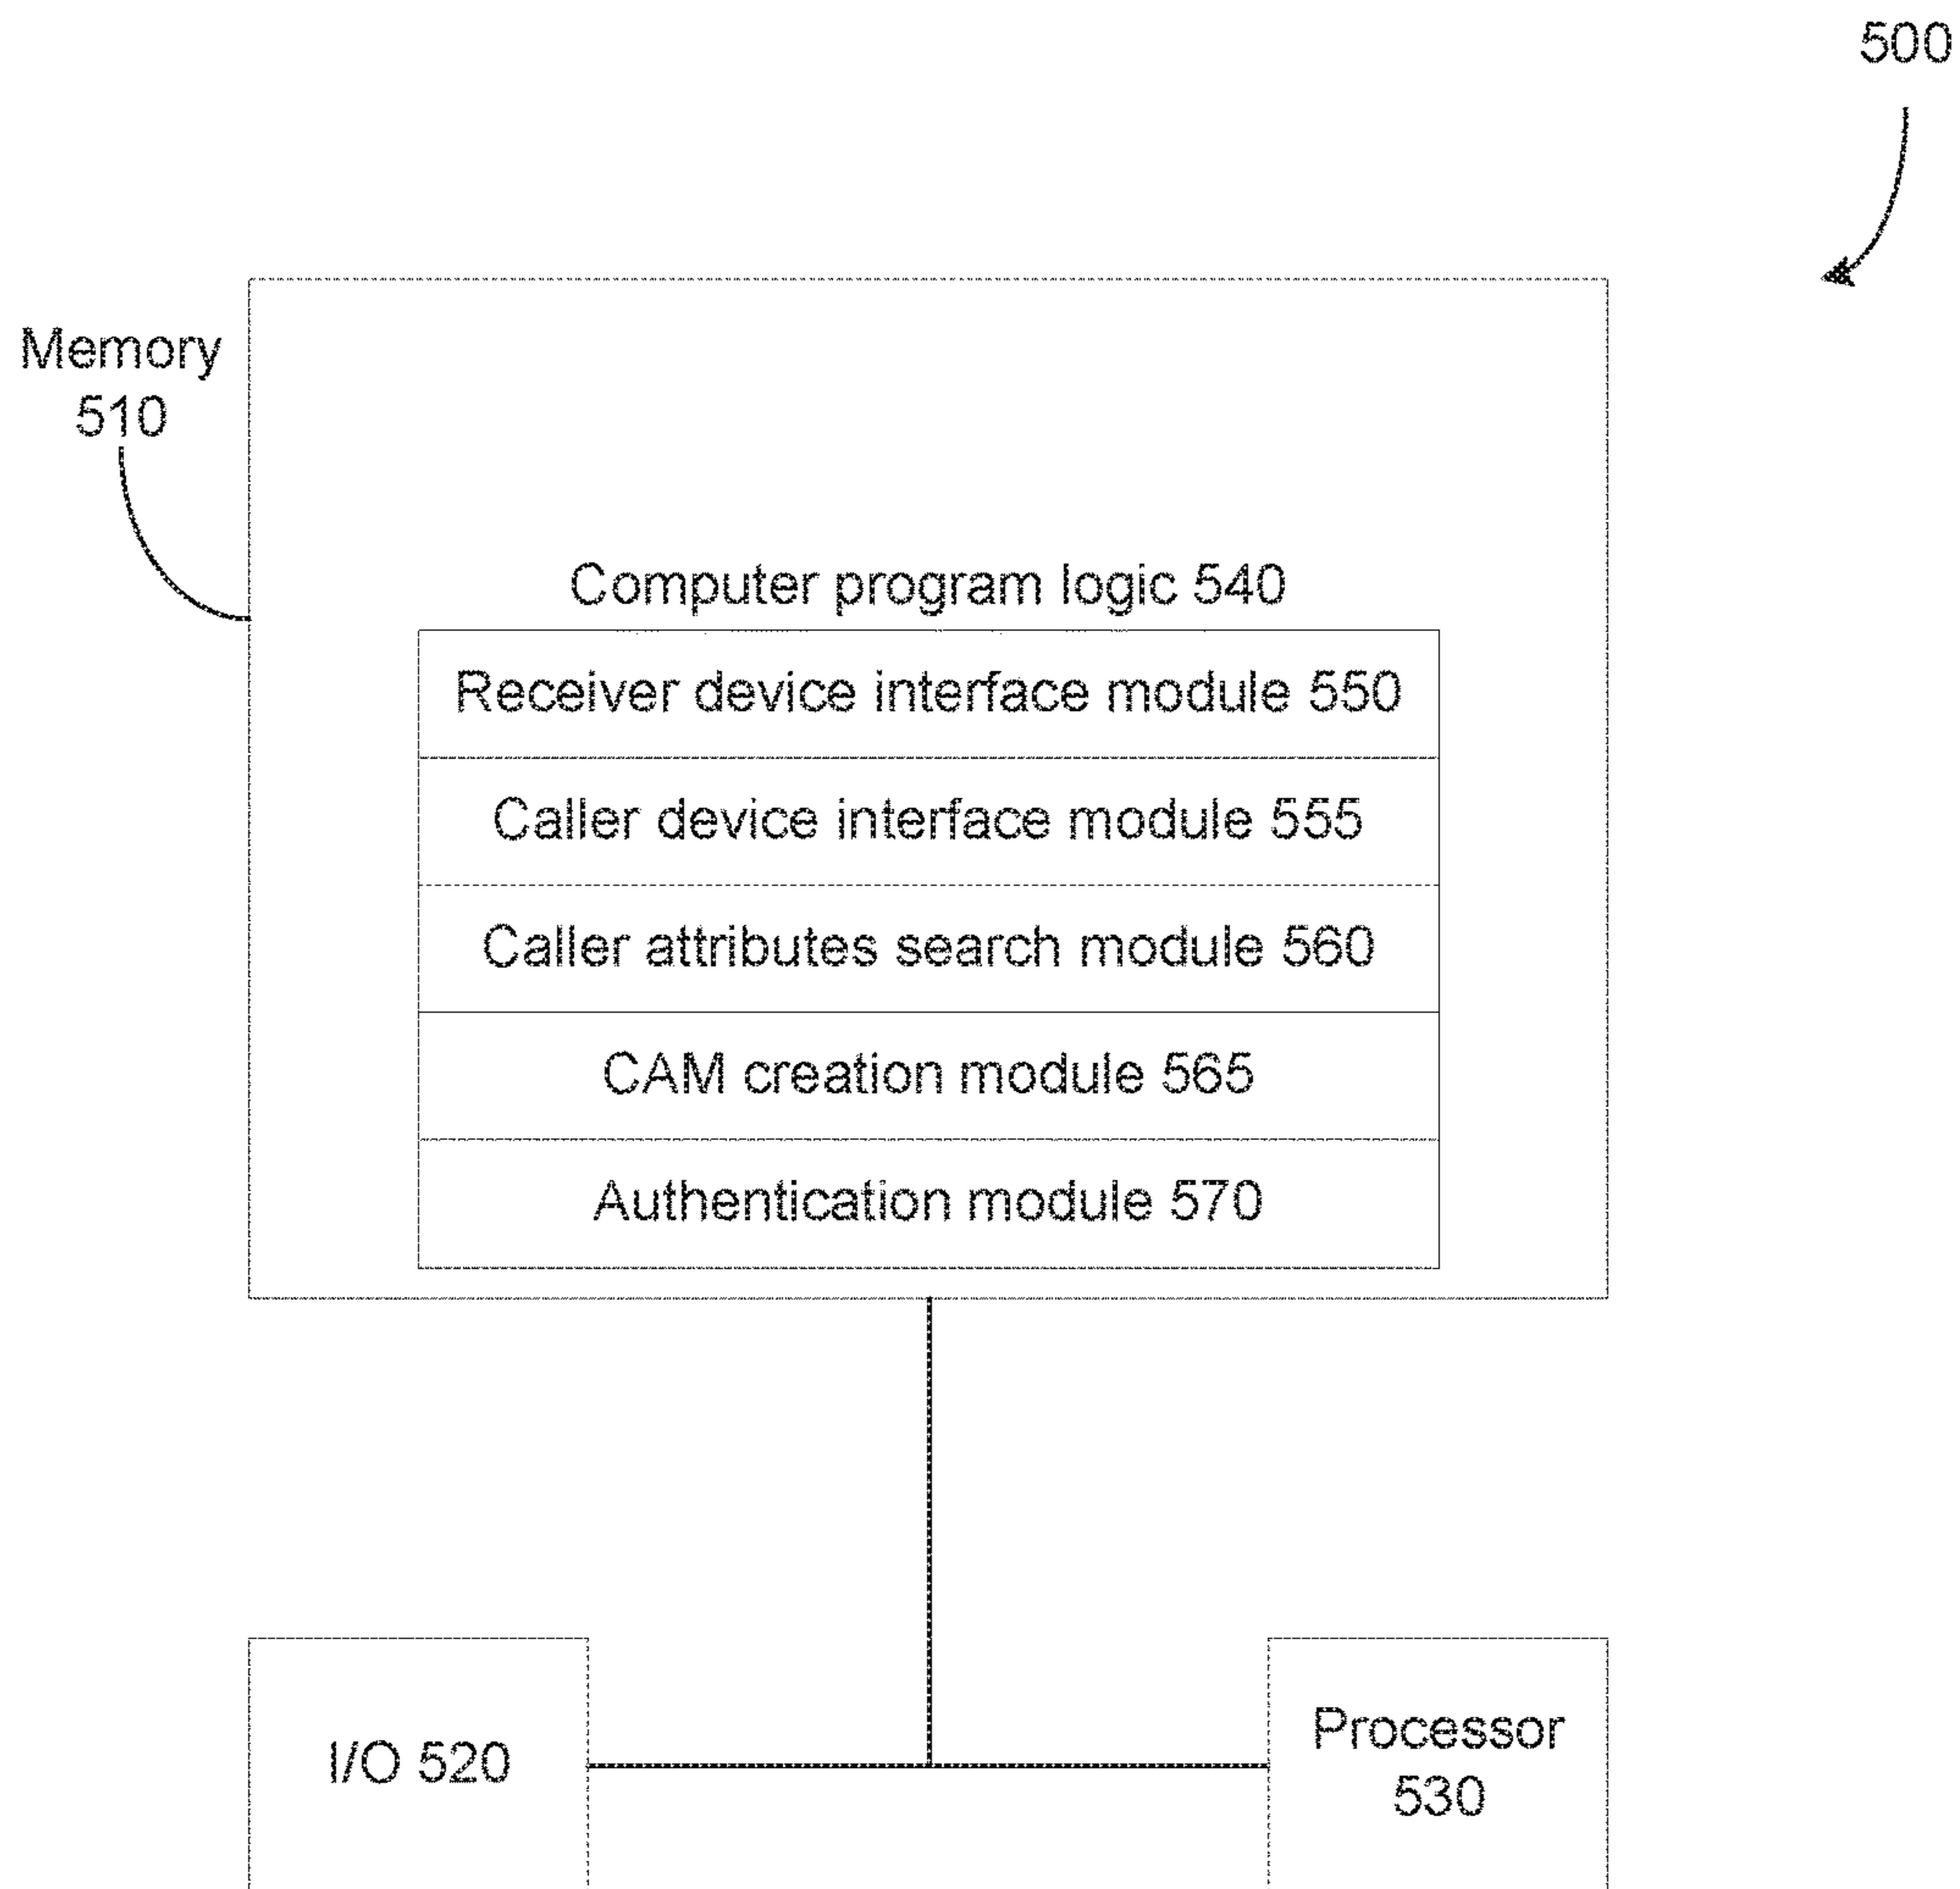 500
Memory
510
Computer program logic 540
Receiver device interface module 550
Caller device interface module 555
Caller attributes search module 560
CAM creation module 565
Authentication module 570
I/O 520
Processor
530